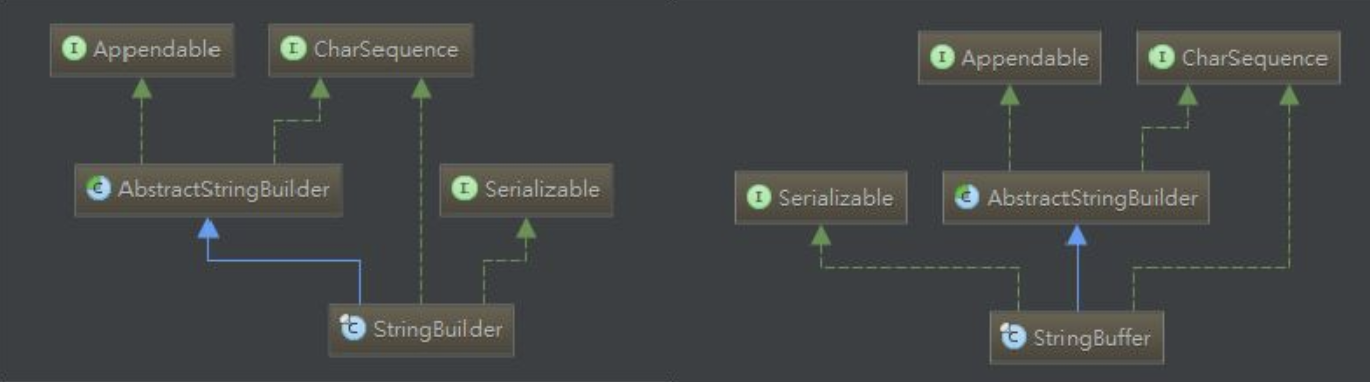 I Appendable
I CharSequence
C AbstractStringBuilder
I Serializable
C StringBuilder
I Appendable
I CharSequence
I Serializable
C AbstractStringBuilder
C StringBuffer